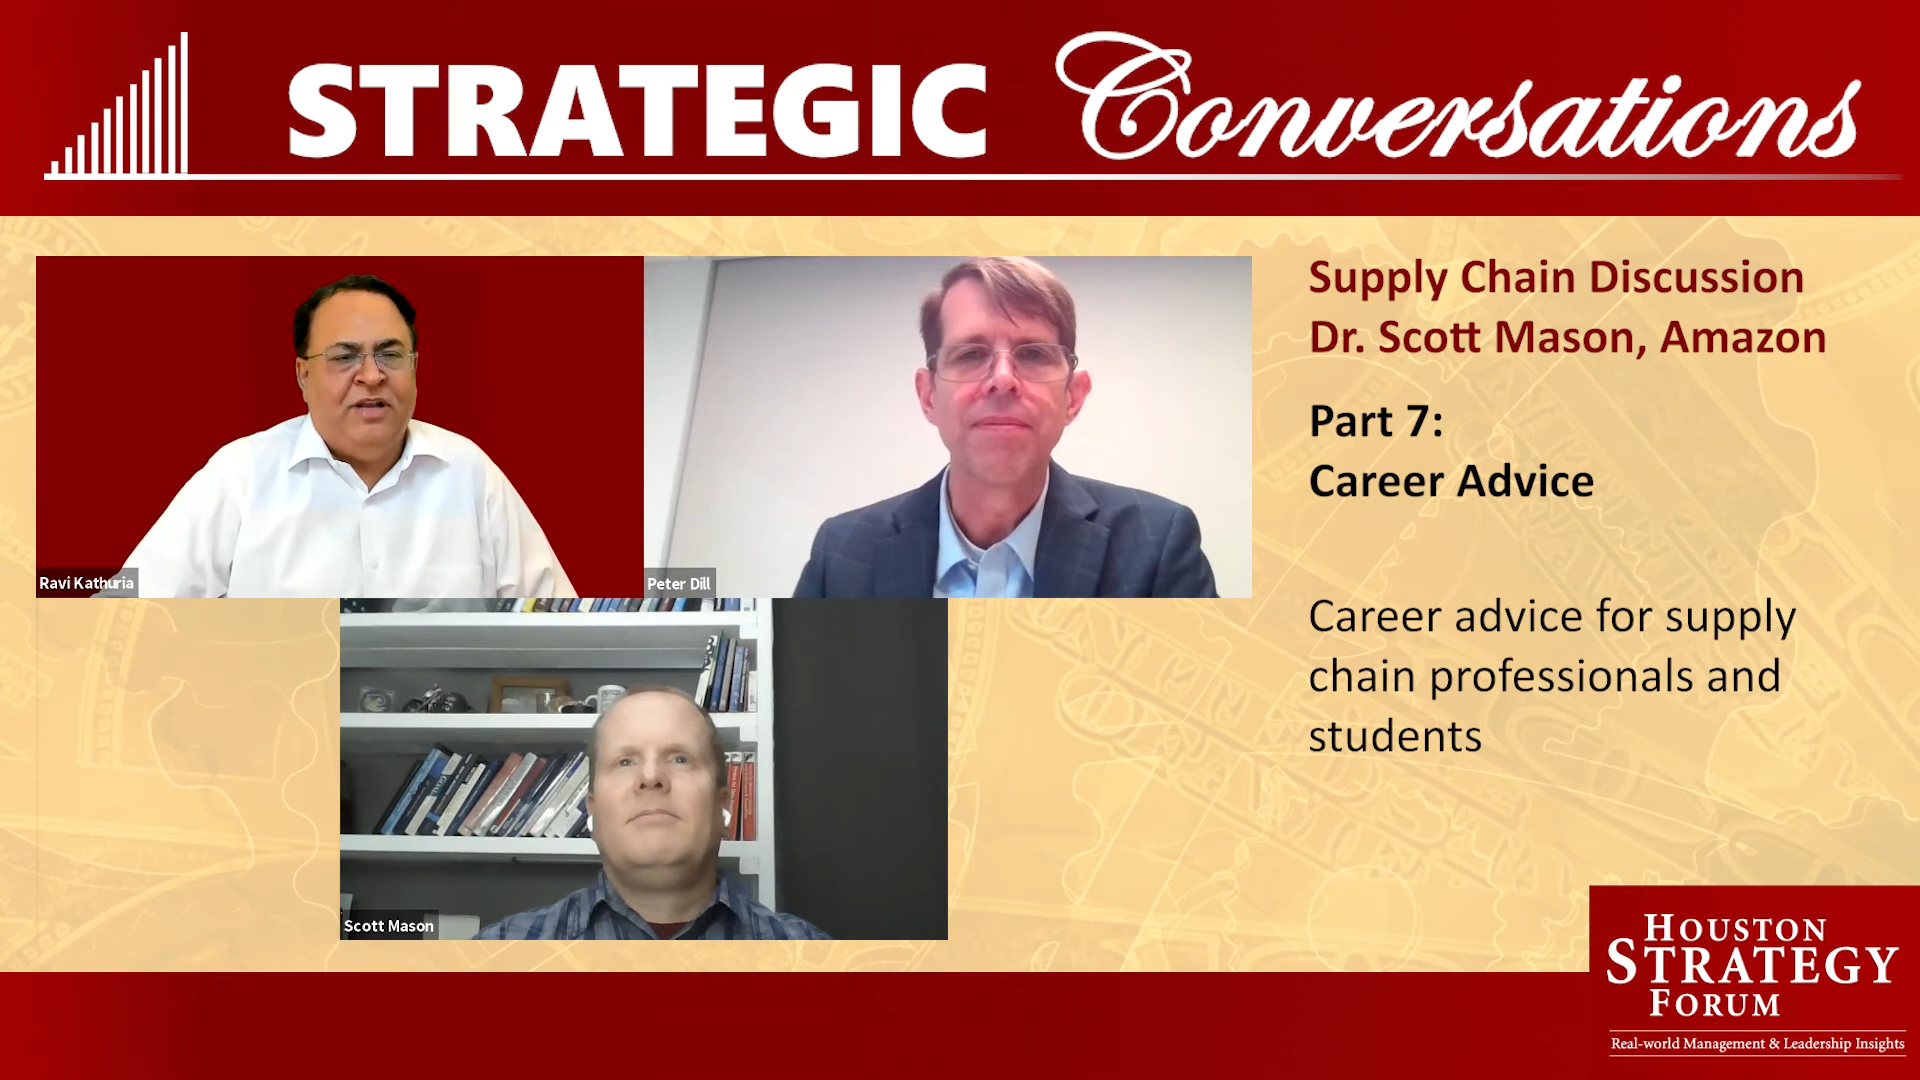 STRATEGIC Conversations
Supply Chain Discussion
Dr. Scott Mason, Amazon
Part 7:
Career Advice
Career advice for supply
chain professionals and
students
Ravi Kathuria
Peter Dill
Scott Mason
HOUSTON
STRATEGY
FORUM
Real-world Management & Leadership Insights